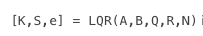 [K,S,e] = LQR(A,B,Q,R,N)